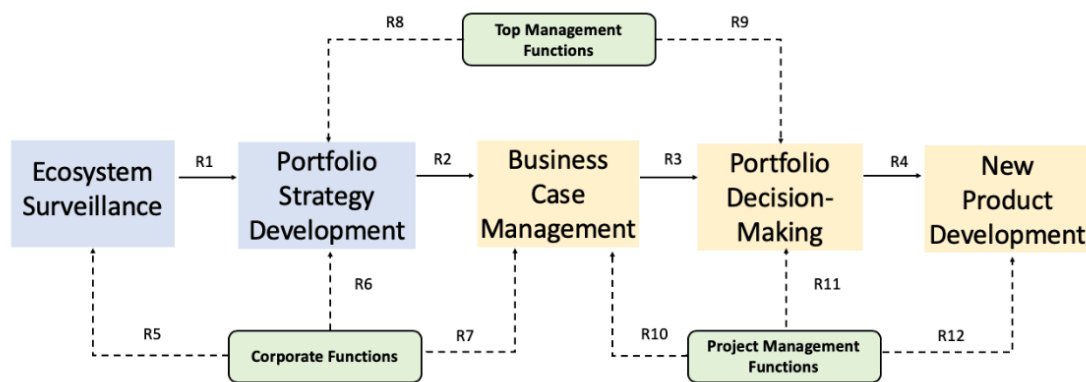 R8
Top Management
Functions
R9
Ecosystem
Surveillance
R1
Portfolio
Strategy
Development
R2
Business
Case
Management
R3
Portfolio
Decision-
Making
R4
New
Product
Development
R6
R11
R5
Corporate Functions
R7
R10
Project Management
Functions
R12